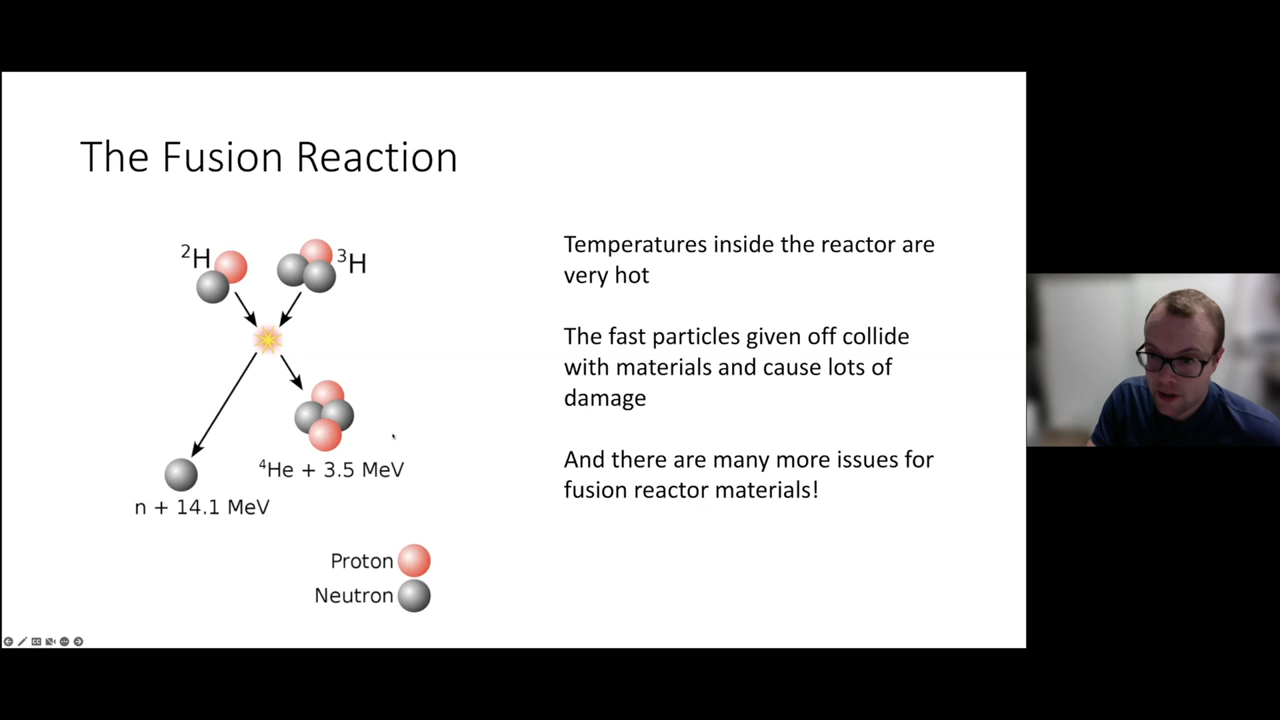 The Fusion Reaction
²H
³H
⁴He + 3.5 MeV
n + 14.1 MeV
Proton
Neutron
Temperatures inside the reactor are
very hot
The fast particles given off collide
with materials and cause lots of
damage
And there are many more issues for
fusion reactor materials!